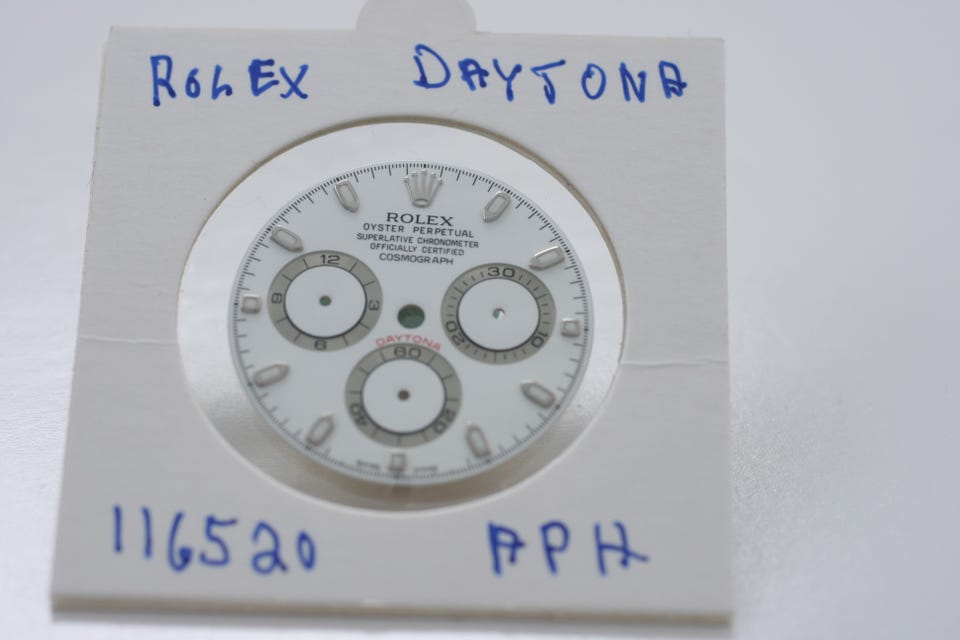 ROLEX DAYTONA
ROLEX
OYSTER PERPETUAL
SUPERLATIVE CHRONOMETER
OFFICIALLY CERTIFIED
COSMOGRAPH
12
30
9 3
20 10
6
DAYTONA
60
40 20
116520 APH